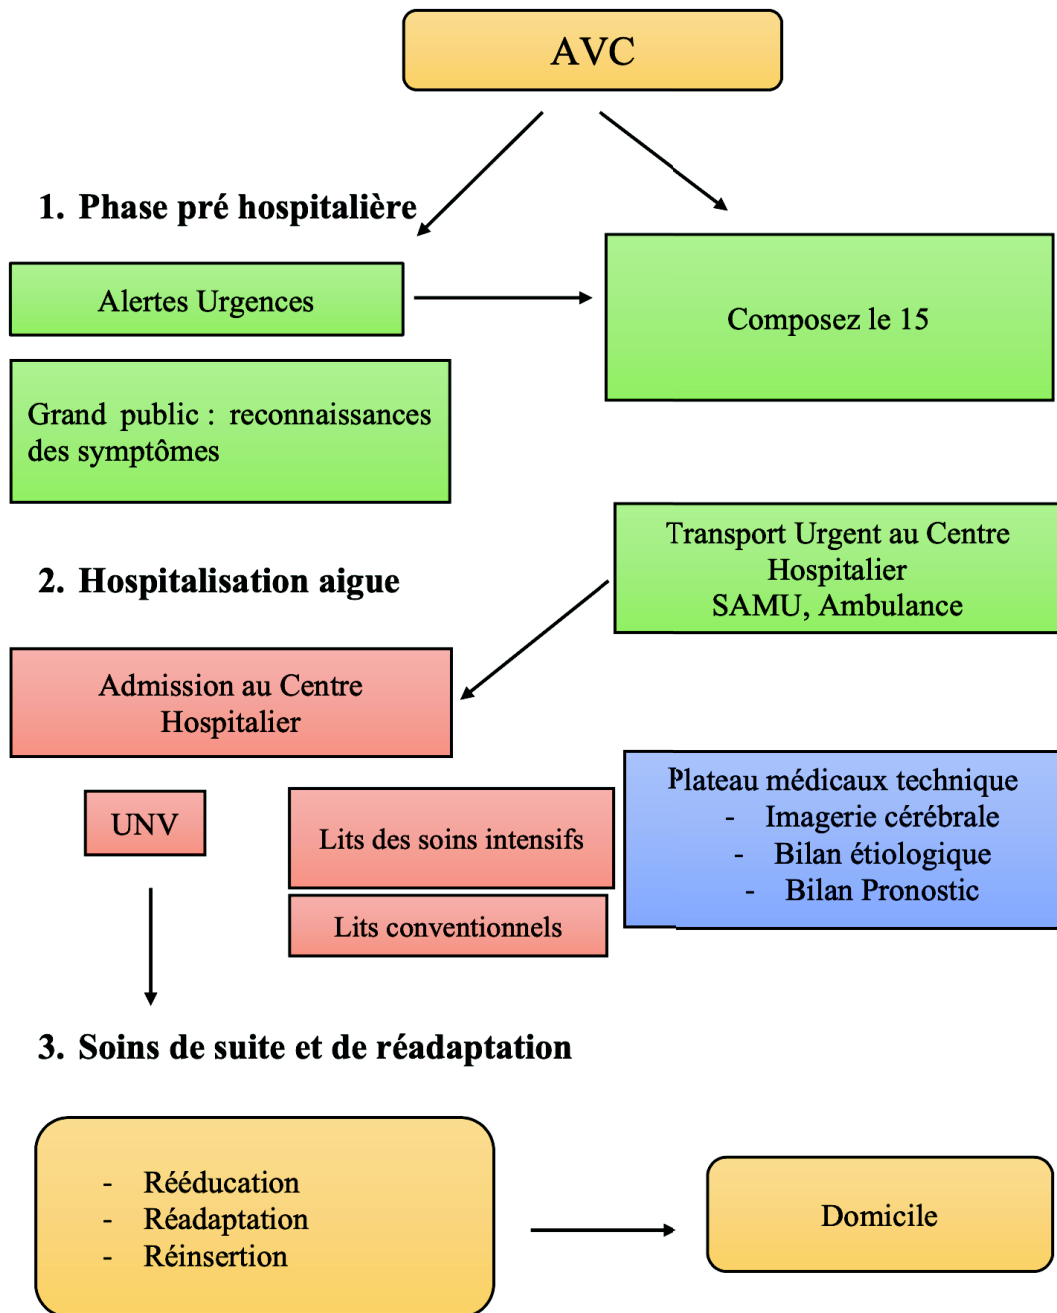 AVC
1. Phase pré hospitalière
Alertes Urgences
Composez le 15
Grand public : reconnaissances
des symptômes
Transport Urgent au Centre
Hospitalier
SAMU, Ambulance
2. Hospitalisation aigue
Admission au Centre
Hospitalier
UNV
Lits des soins intensifs
Lits conventionnels
Plateau médicaux technique
- Imagerie cérébrale
- Bilan étiologique
- Bilan Pronostic
3. Soins de suite et de réadaptation
- Rééducation
- Réadaptation
- Réinsertion
Domicile